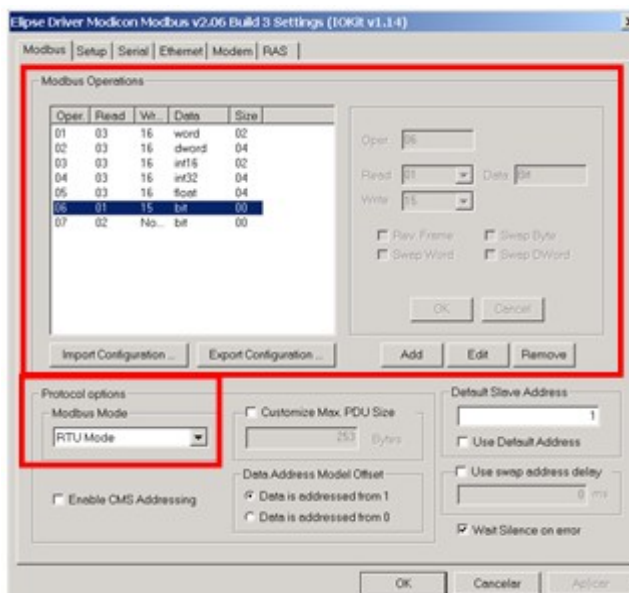 Elipse Driver Modicon Modbus v2.06 Build 3 Settings (IOKit v1.14)
Modbus Setup Serial Ethernet Modem RAS
Modbus Operations
Oper. Read Wr... Data Size
01 03 16 word 02
02 03 16 dword 04
03 03 16 int16 02
04 03 16 int32 04
05 03 16 float 04
06 01 15 bit 00
07 02 No... bit 00
Oper. 06
Read 01 Data Bit
Write 15
Rev. Frame Swap Byte
Swap Word Swap DWord
OK Cancel
Import Configuration ... Export Configuration ... Add Edit Remove
Protocol options
Modbus Mode
RTU Mode
Enable CMS Addressing
Customize Max. PDU Size
253 Bytes
Data Address Model Offset
Data is addressed from 1
Data is addressed from 0
Default Slave Address
1
Use Default Address
Use swap address delay
0 ms
Wait Silence on error
OK Cancelar Aplicar